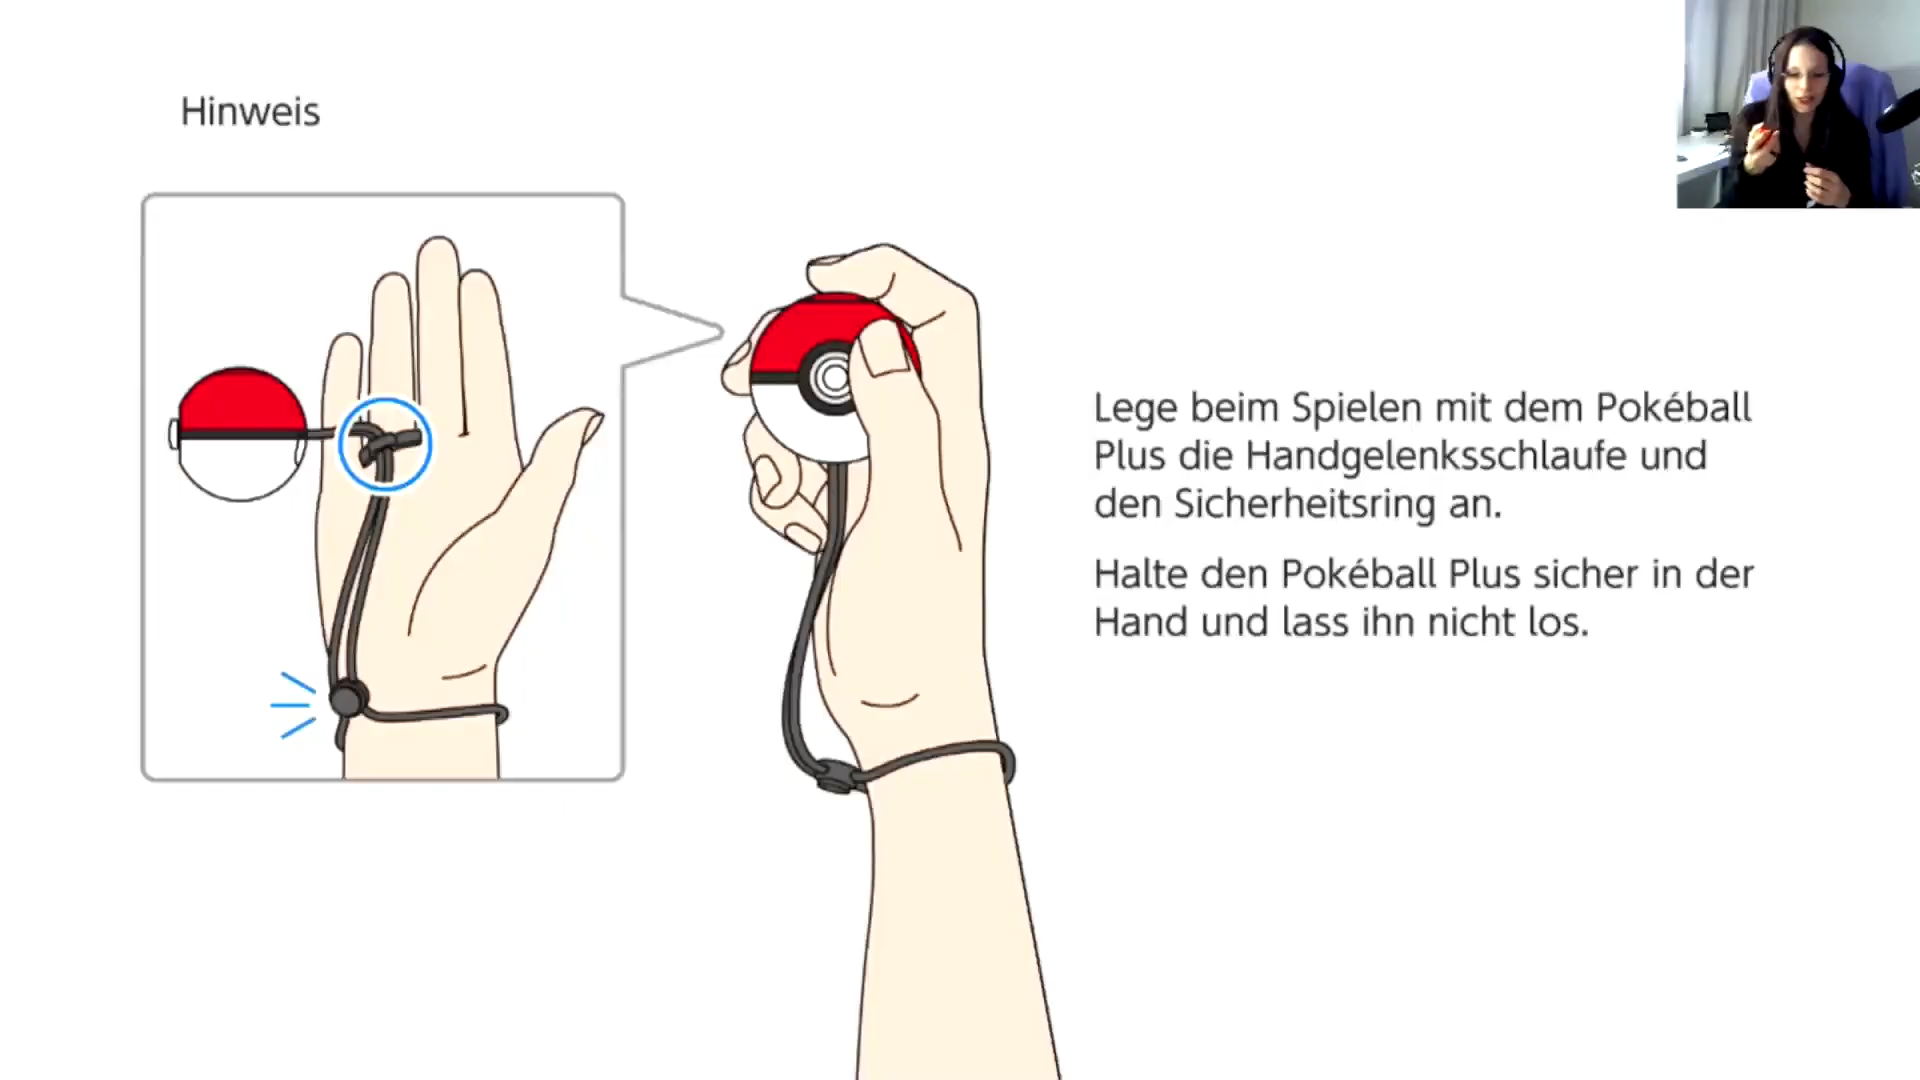 Hinweis
Lege beim Spielen mit dem Pokéball
Plus die Handgelenksschlaufe und
den Sicherheitsring an.
Halte den Pokéball Plus sicher in der
Hand und lass ihn nicht los.